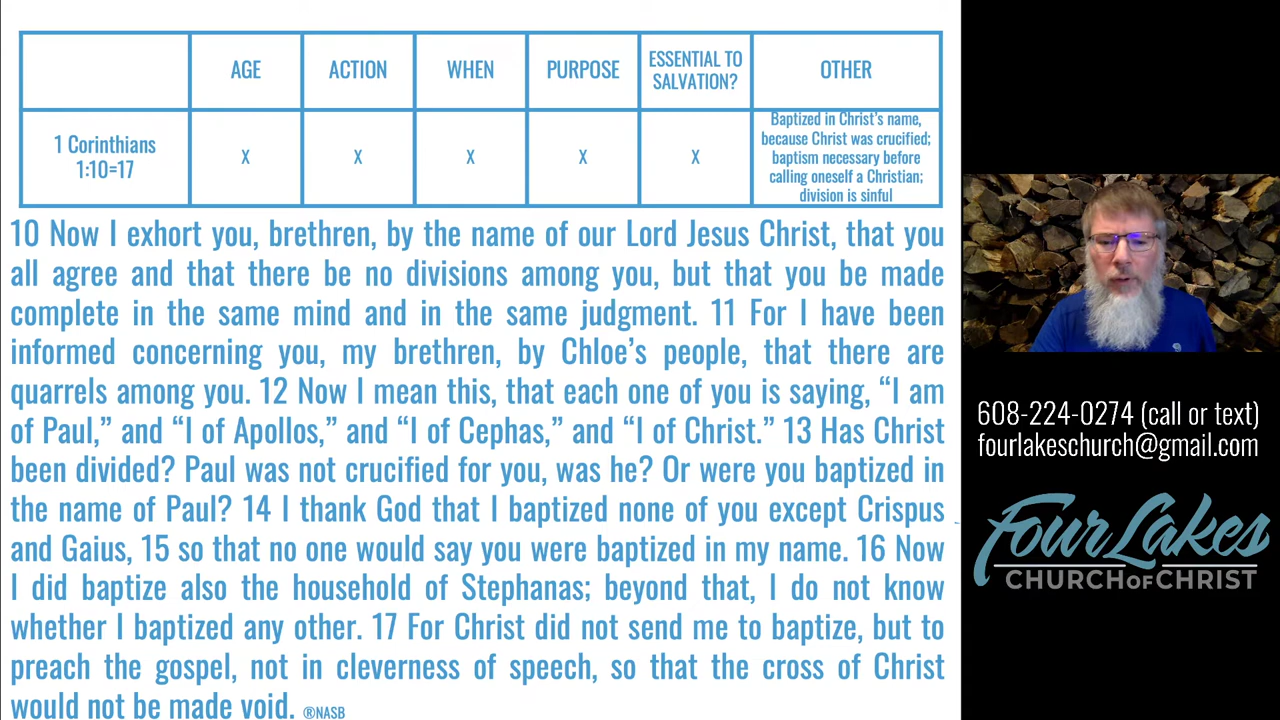 AGE
ACTION
WHEN
PURPOSE
ESSENTIAL TO
SALVATION?
OTHER
1 Corinthians
1:10=17
X
X
X
X
X
Baptized in Christ’s name,
because Christ was crucified;
baptism necessary before
calling oneself a Christian;
division is sinful
10 Now I exhort you, brethren, by the name of our Lord Jesus Christ, that you
all agree and that there be no divisions among you, but that you be made
complete in the same mind and in the same judgment. 11 For I have been
informed concerning you, my brethren, by Chloe’s people, that there are
quarrels among you. 12 Now I mean this, that each one of you is saying, “I am
of Paul,” and “I of Apollos,” and “I of Cephas,” and “I of Christ.” 13 Has Christ
been divided? Paul was not crucified for you, was he? Or were you baptized in
the name of Paul? 14 I thank God that I baptized none of you except Crispus
and Gaius, 15 so that no one would say you were baptized in my name. 16 Now
I did baptize also the household of Stephanas; beyond that, I do not know
whether I baptized any other. 17 For Christ did not send me to baptize, but to
preach the gospel, not in cleverness of speech, so that the cross of Christ
would not be made void. ®NASB
608-224-0274 (call or text)
fourlakeschurch@gmail.com
Four Lakes
CHURCH OF CHRIST